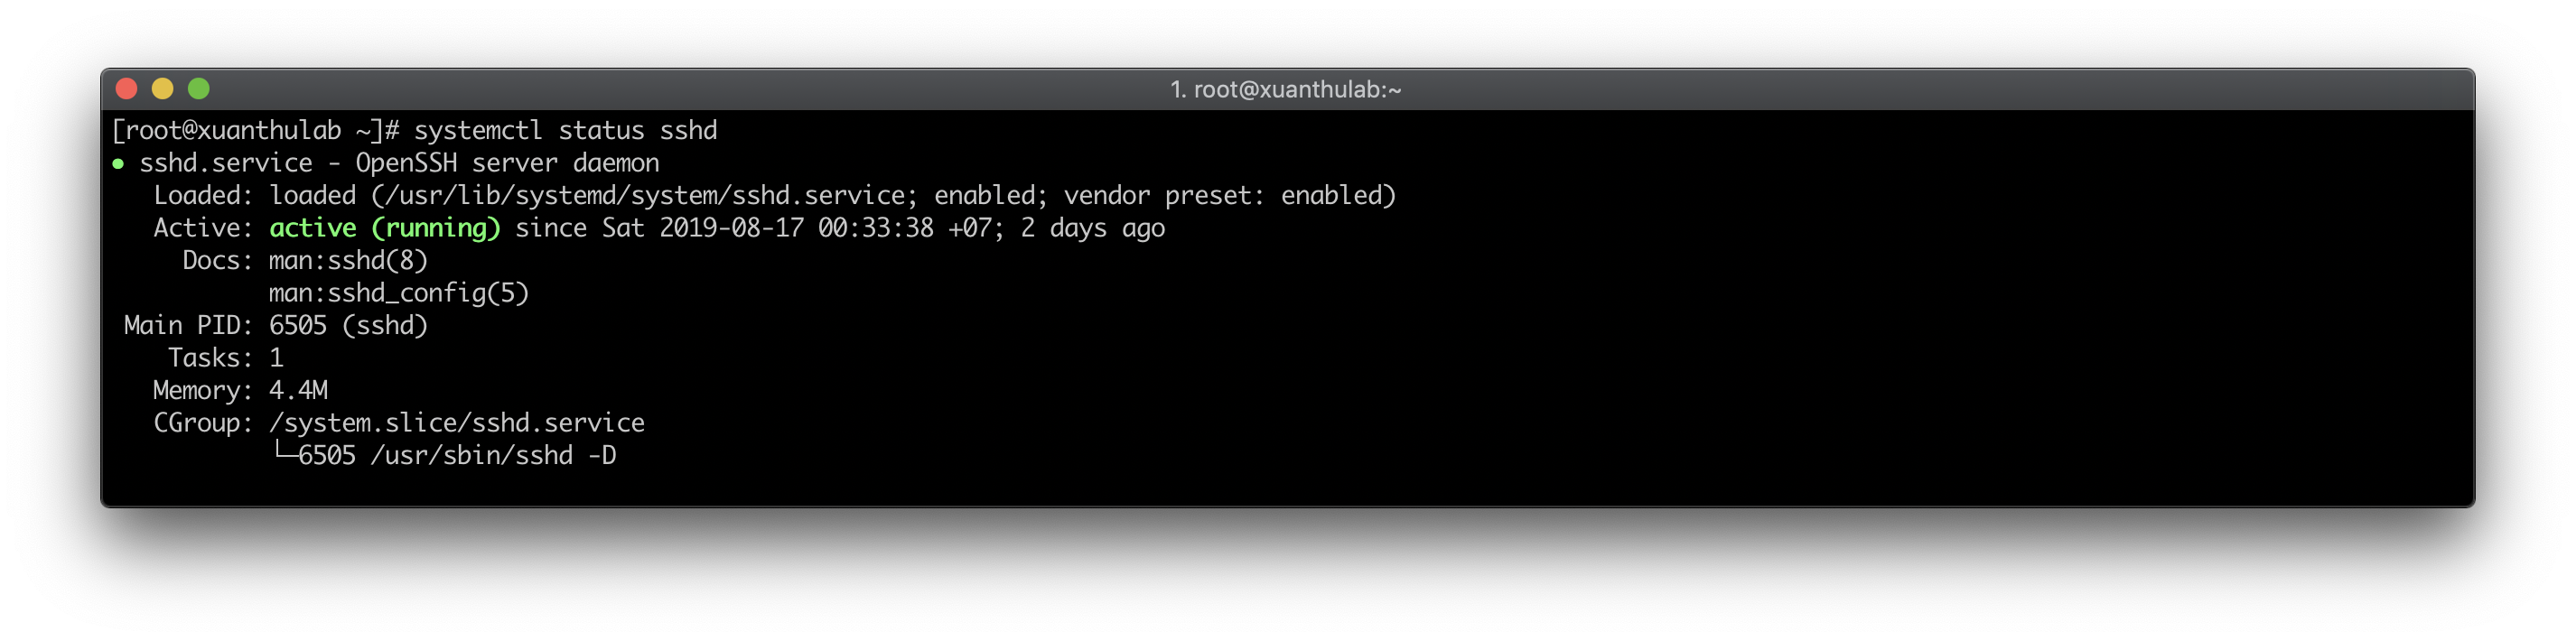 1. root@xuanthulab:~
[root@xuanthulab ~]# systemctl status sshd
● sshd.service - OpenSSH server daemon
   Loaded: loaded (/usr/lib/systemd/system/sshd.service; enabled; vendor preset: enabled)
   Active: active (running) since Sat 2019-08-17 00:33:38 +07; 2 days ago
     Docs: man:sshd(8)
           man:sshd_config(5)
 Main PID: 6505 (sshd)
    Tasks: 1
   Memory: 4.4M
   CGroup: /system.slice/sshd.service
           └─6505 /usr/sbin/sshd -D